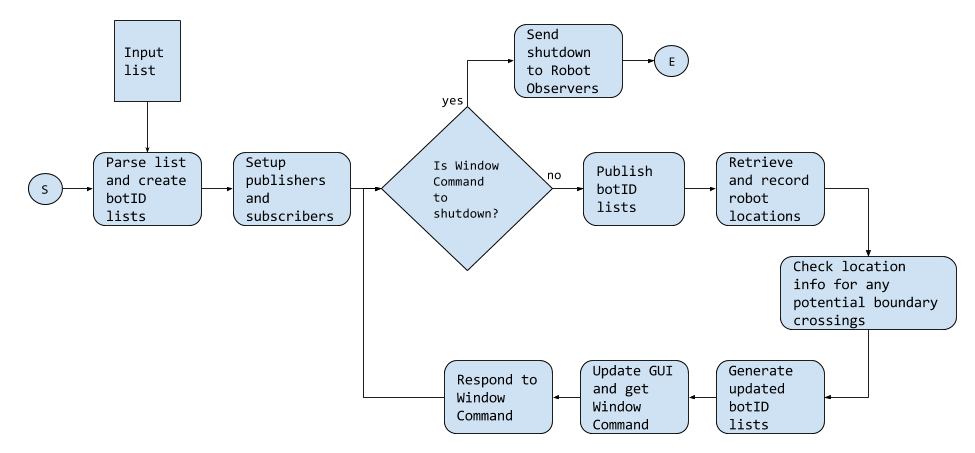 Input
list
Send
shutdown
to Robot
Observers
E
yes
S
Parse list
and create
botID
lists
Setup
publishers
and
subscribers
Is Window
Command
to
shutdown?
no
Publish
botID
lists
Retrieve
and record
robot
locations
Check location
info for any
potential boundary
crossings
Respond to
Window
Command
Update GUI
and get
Window
Command
Generate
updated
botID
lists